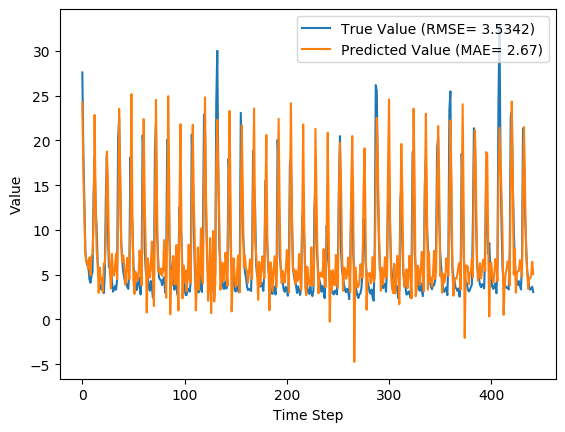 True Value (RMSE= 3.5342)
Predicted Value (MAE= 2.67)
30
25
20
15
10
5
0
−5
Value
0 100 200 300 400
Time Step